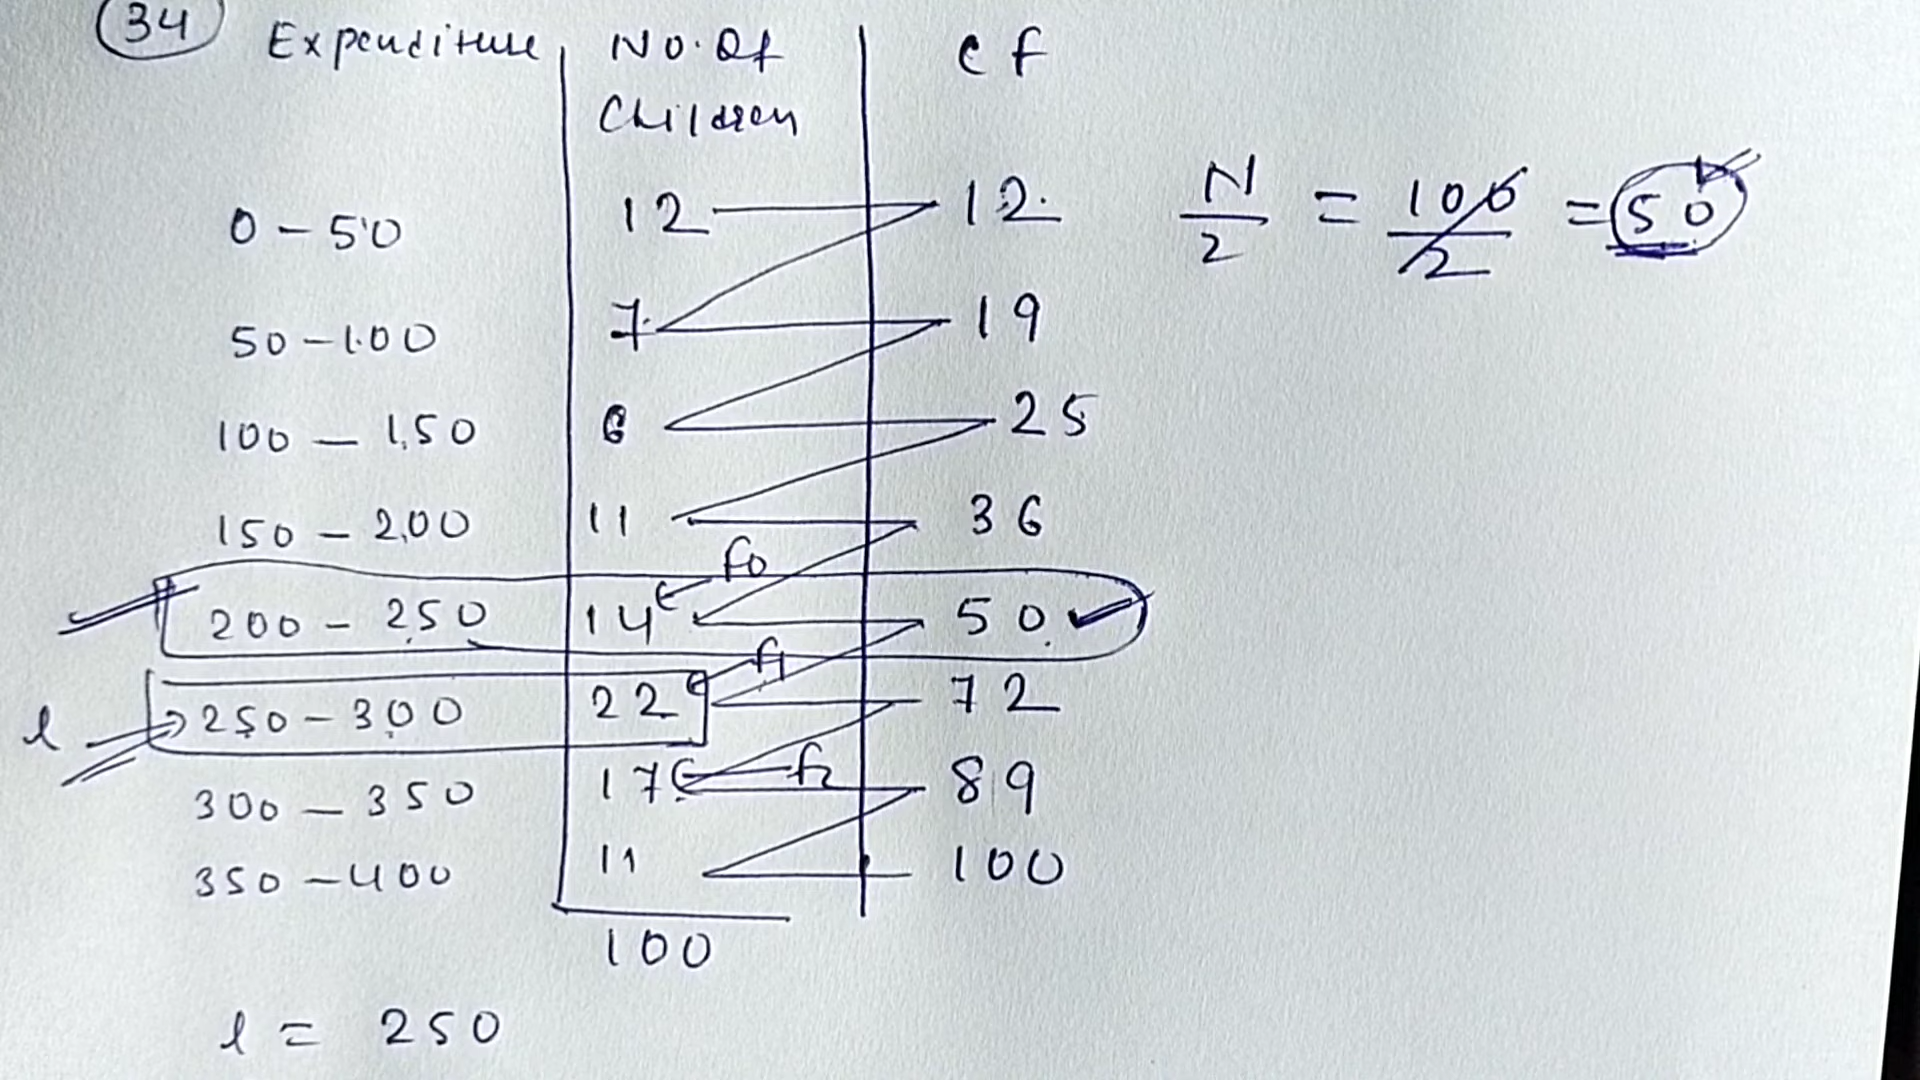 34 Expenditure No. Of Children cf
0 - 50 12 12
N/2 = 100/2 = 50
50 - 100 7 19
100 - 150 6 25
150 - 200 11 36
f0
200 - 250 14 50
f1
l 250 - 300 22 72
300 - 350 17 f2 89
350 - 400 11 100
100
l = 250